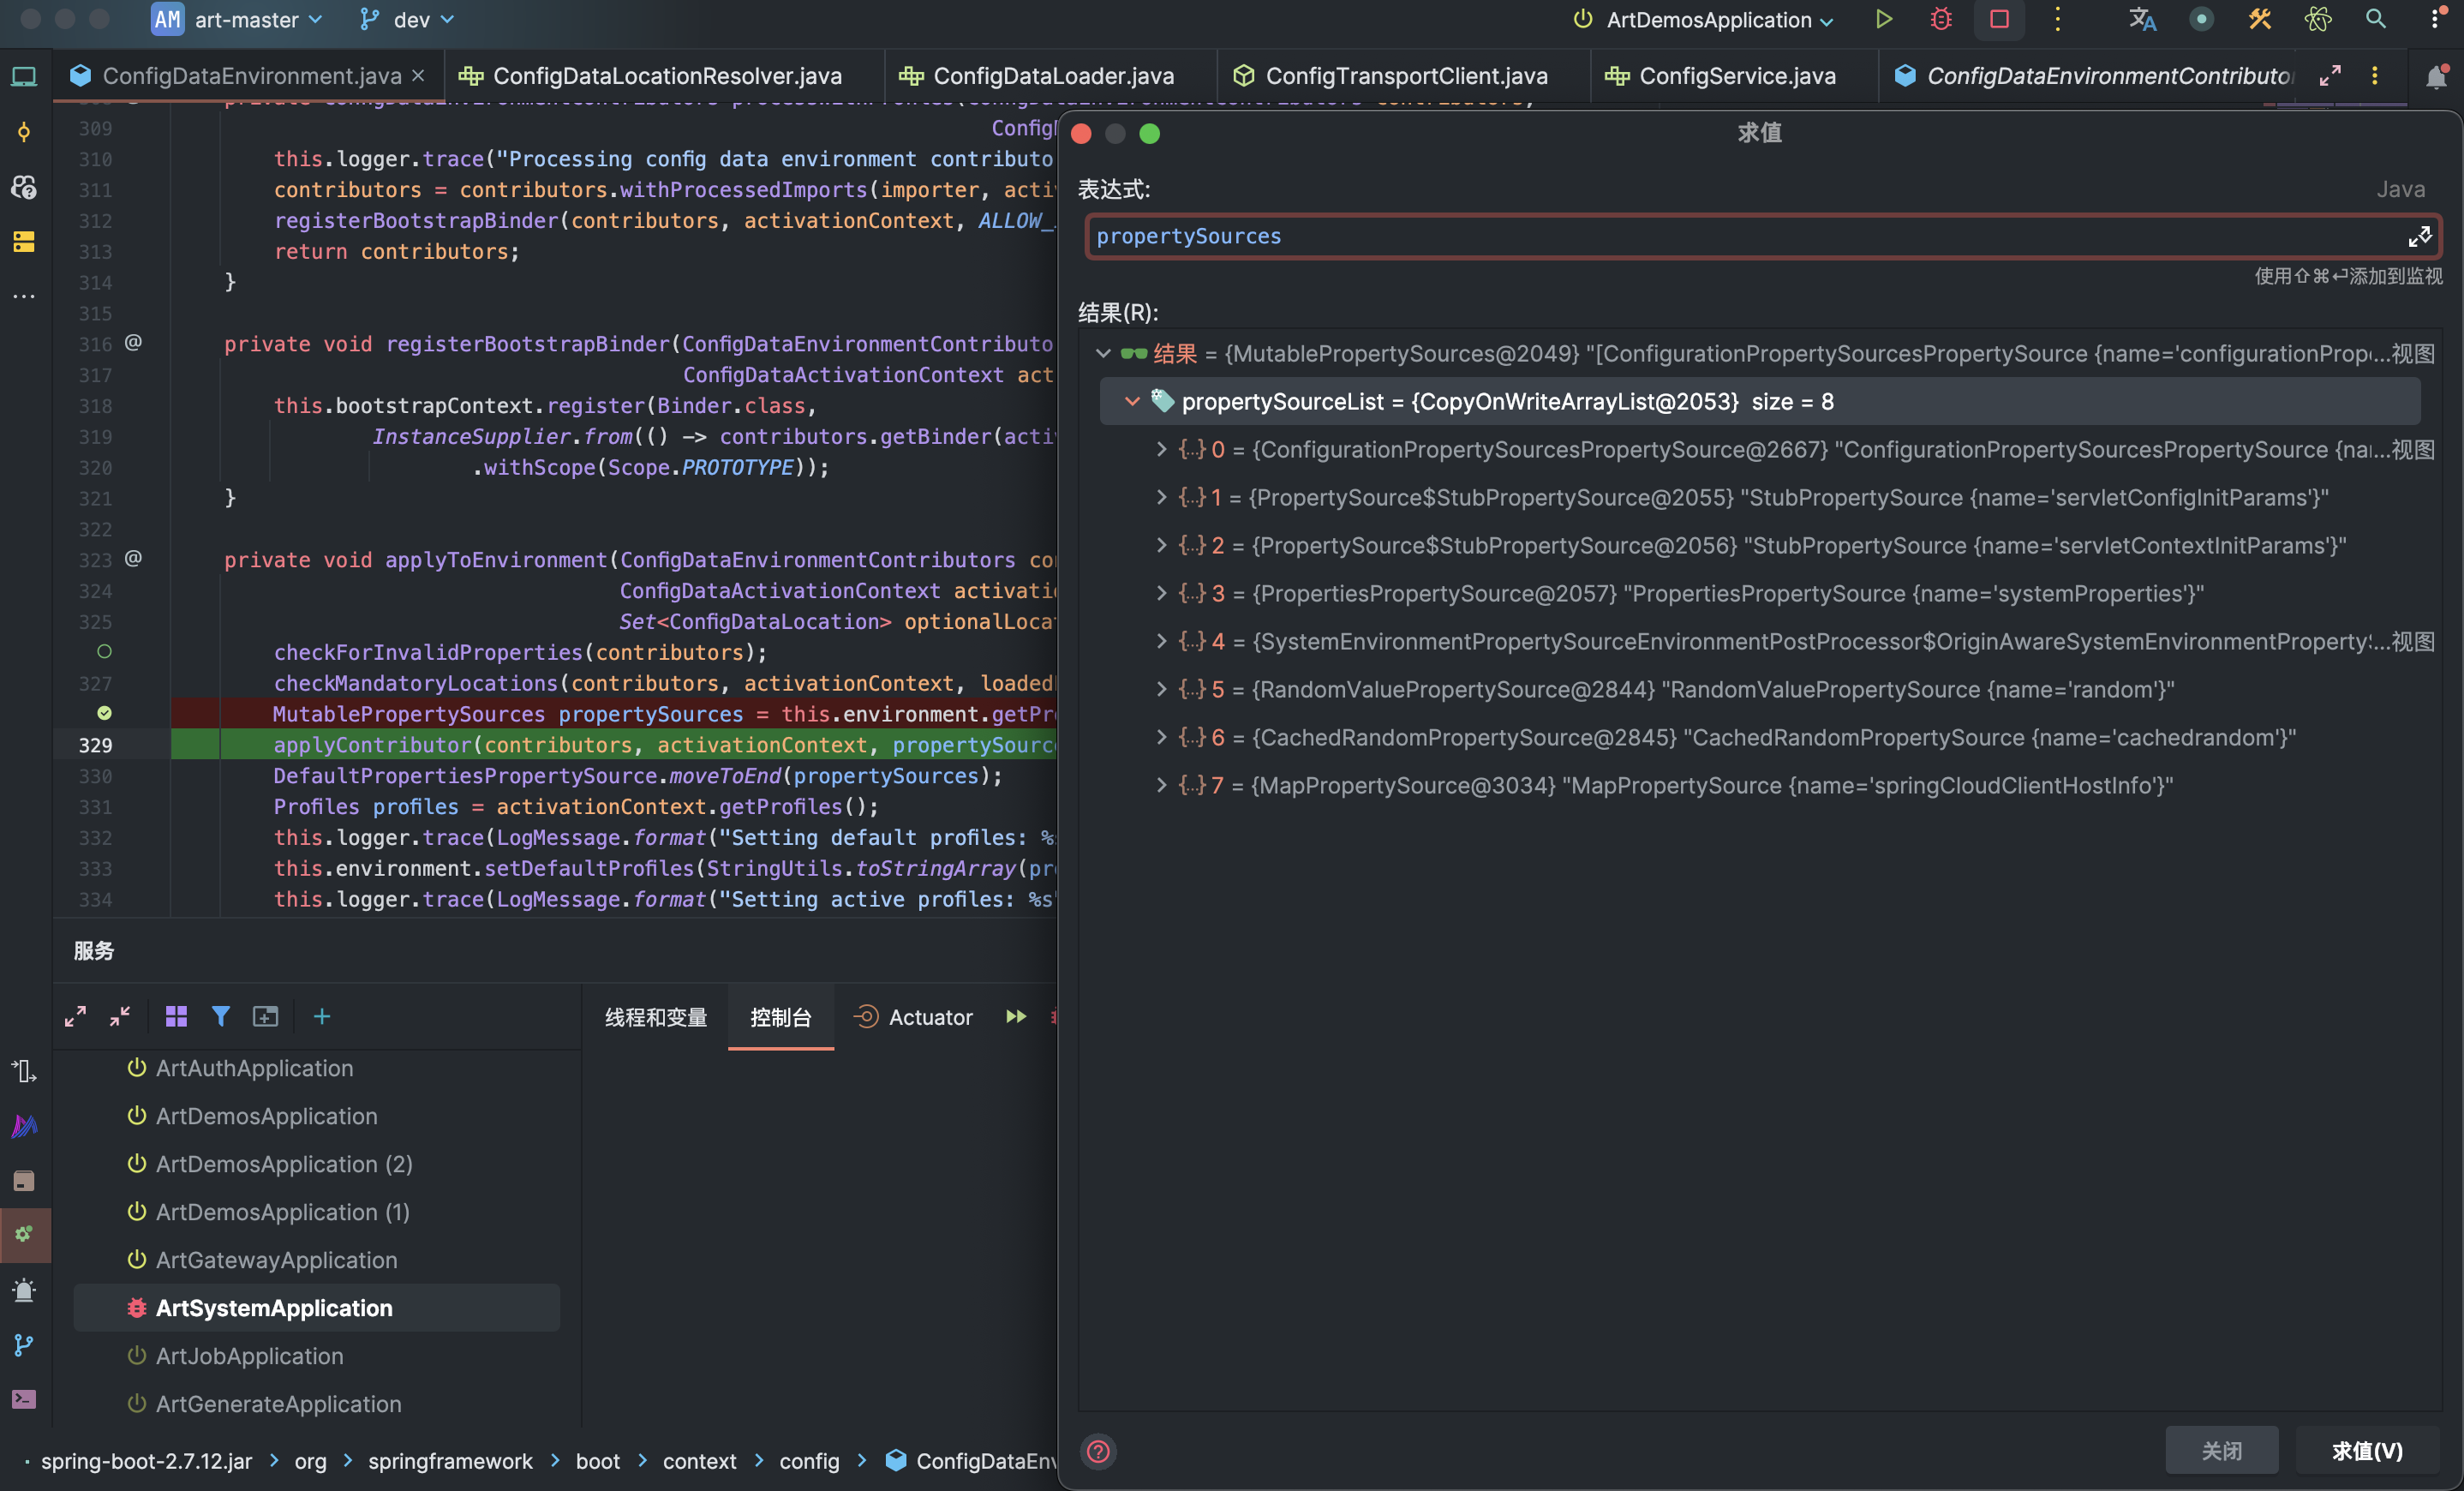 AM art-master dev ArtDemosApplication
ConfigDataEnvironment.java ConfigDataLocationResolver.java ConfigDataLoader.java ConfigTransportClient.java ConfigService.java ConfigDataEnvironmentContributo
309 ConfigD
310 this.logger.trace("Processing config data environment contributo
311 contributors = contributors.withProcessedImports(importer, activ
312 registerBootstrapBinder(contributors, activationContext, ALLOW_
313 return contributors;
314 }
315
316 @ private void registerBootstrapBinder(ConfigDataEnvironmentContributo
317 ConfigDataActivationContext act
318 this.bootstrapContext.register(Binder.class,
319 InstanceSupplier.from(() -> contributors.getBinder(activ
320 .withScope(Scope.PROTOTYPE));
321 }
322
323 @ private void applyToEnvironment(ConfigDataEnvironmentContributors co
324 ConfigDataActivationContext activatio
325 Set<ConfigDataLocation> optionalLocat
checkForInvalidProperties(contributors);
327 checkMandatoryLocations(contributors, activationContext, loaded
MutablePropertySources propertySources = this.environment.getPr
329 applyContributor(contributors, activationContext, propertySourc
330 DefaultPropertiesPropertySource.moveToEnd(propertySources);
331 Profiles profiles = activationContext.getProfiles();
332 this.logger.trace(LogMessage.format("Setting default profiles: %s
333 this.environment.setDefaultProfiles(StringUtils.toStringArray(pr
334 this.logger.trace(LogMessage.format("Setting active profiles: %s"
求值
表达式:
Java
propertySources
使用⇧⌘⏎添加到监视
结果(R):
结果 = {MutablePropertySources@2049} "[ConfigurationPropertySourcesPropertySource {name='configurationProp...视图
propertySourceList = {CopyOnWriteArrayList@2053} size = 8
{...} 0 = {ConfigurationPropertySourcesPropertySource@2667} "ConfigurationPropertySourcesPropertySource {nar...视图
{...} 1 = {PropertySource$StubPropertySource@2055} "StubPropertySource {name='servletConfigInitParams'}"
{...} 2 = {PropertySource$StubPropertySource@2056} "StubPropertySource {name='servletContextInitParams'}"
{...} 3 = {PropertiesPropertySource@2057} "PropertiesPropertySource {name='systemProperties'}"
{...} 4 = {SystemEnvironmentPropertySourceEnvironmentPostProcessor$OriginAwareSystemEnvironmentPropertyS...视图
{...} 5 = {RandomValuePropertySource@2844} "RandomValuePropertySource {name='random'}"
{...} 6 = {CachedRandomPropertySource@2845} "CachedRandomPropertySource {name='cachedrandom'}"
{...} 7 = {MapPropertySource@3034} "MapPropertySource {name='springCloudClientHostInfo'}"
关闭 求值(V)
服务
线程和变量 控制台 Actuator
ArtAuthApplication
ArtDemosApplication
ArtDemosApplication (2)
ArtDemosApplication (1)
ArtGatewayApplication
ArtSystemApplication
ArtJobApplication
ArtGenerateApplication
spring-boot-2.7.12.jar > org > springframework > boot > context > config > ConfigDataEnv